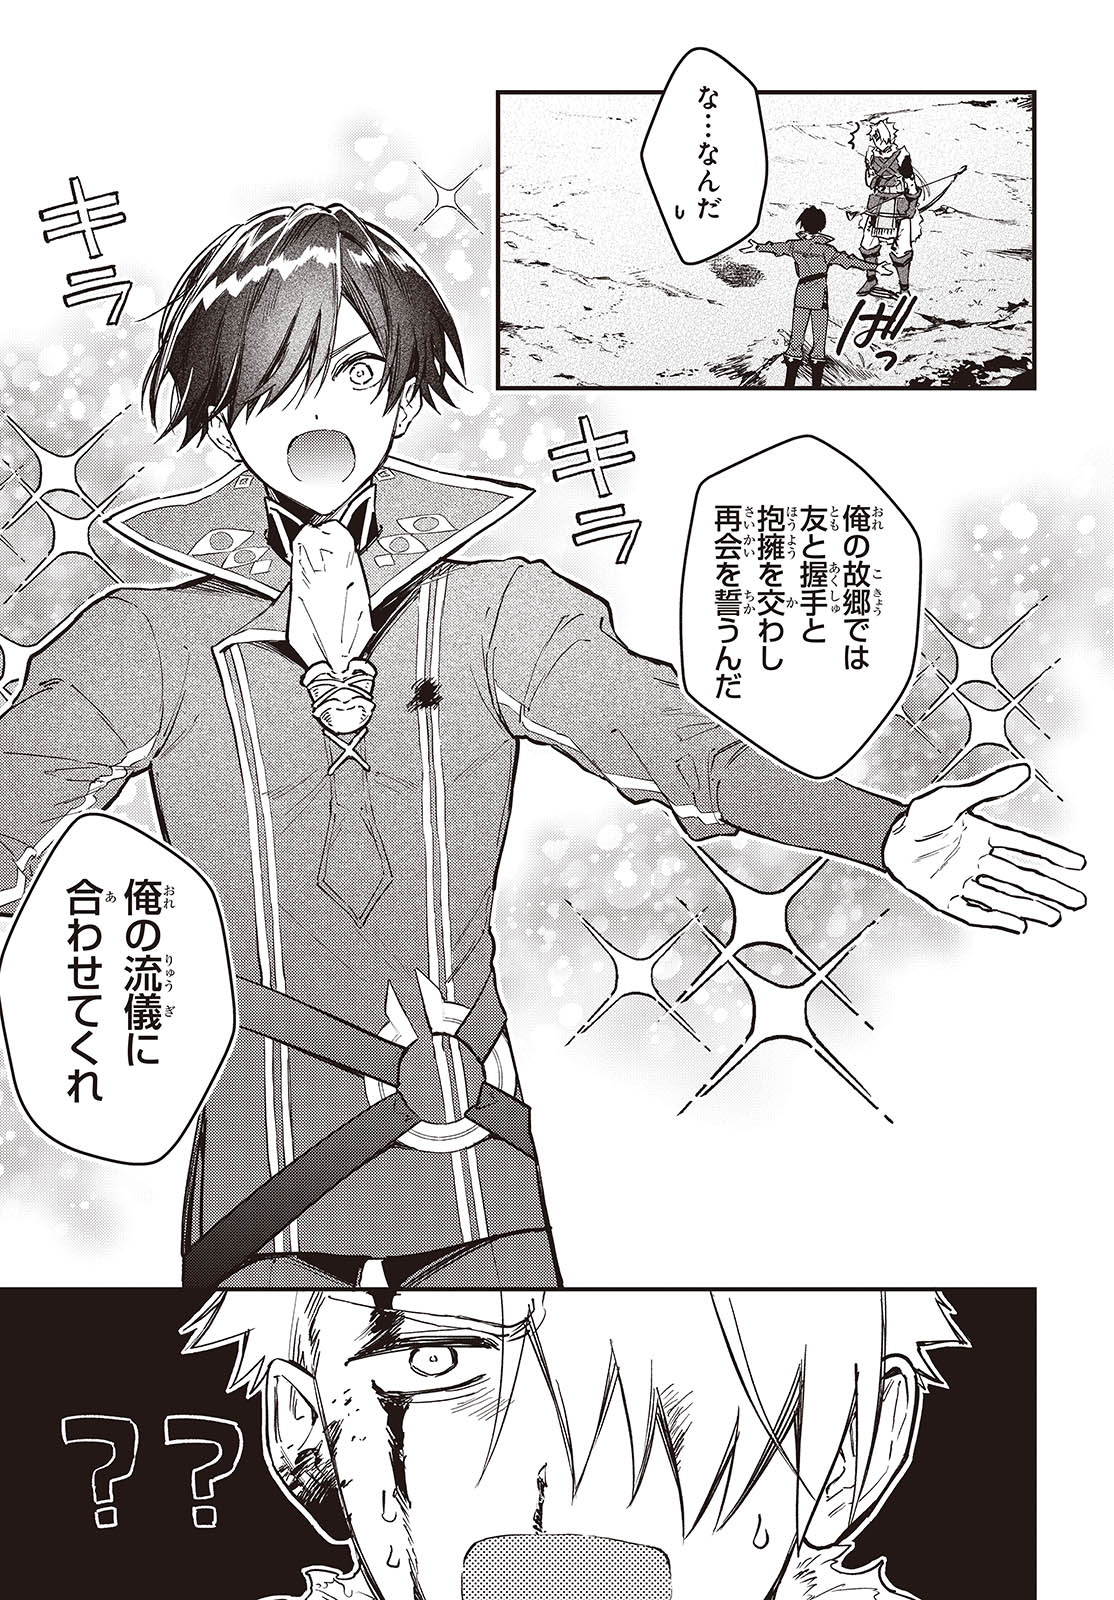 な…なんだ
ばっ
キラ
キラ
俺の故郷では
友と握手と
抱擁を交わし
再会を誓うんだ
俺の流儀に
合わせてくれ
??